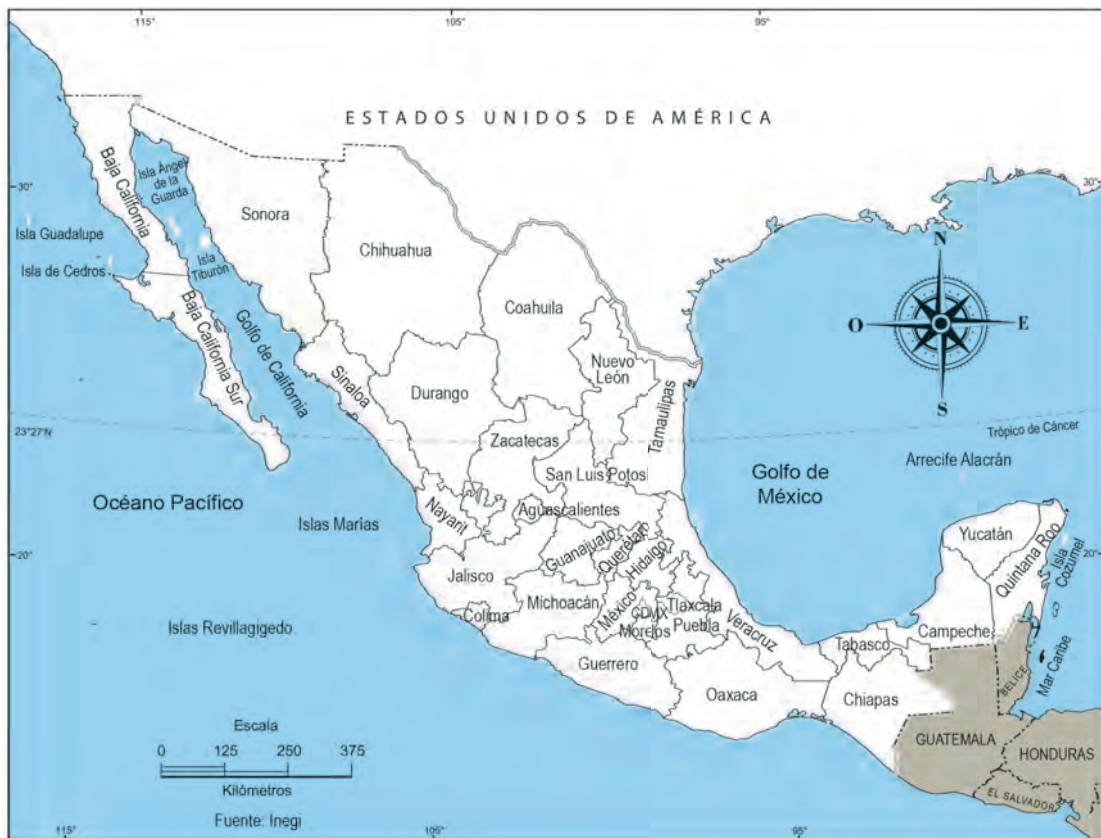 115°
105°
95°
ESTADOS UNIDOS DE AMÉRICA
30°
30°
Baja California
Isla Ángel
de la
Guarda
Sonora
Isla Guadalupe
Chihuahua
N
Isla de Cedros
Isla
Tiburón
Coahuila
O
E
Baja California Sur
Golfo de California
Sinaloa
Durango
Nuevo
León
Tamaulipas
S
23°27'N
Trópico de Cáncer
Zacatecas
San Luis Potos
Golfo de
México
Arrecife Alacrán
Océano Pacífico
Islas Marías
Nayarit
Aguascalientes
Yucatán
Quintana Roo
Isla
Cozumel
20°
20°
Guanajuato
Querétaro
Hidalgo
Jalisco
Michoacán
México
CDMX
Tlaxcala
Colima
Morelos
Puebla
Veracruz
Islas Revillagigedo
Tabasco
Campeche
Mar Caribe
BELICE
Guerrero
Oaxaca
Chiapas
Escala
0 125 250 375
Kilómetros
Fuente: Inegi
GUATEMALA
HONDURAS
EL SALVADOR
115°
105°
95°